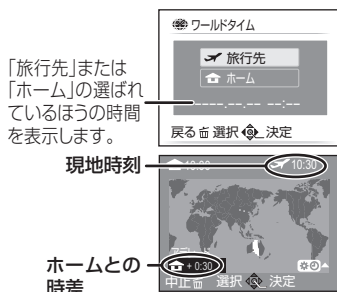 ワールドタイム
旅行先
ホーム
----.--.-- --:--
戻る 選択 決定
「旅行先」または
「ホーム」の選ばれ
ているほうの時間
を表示します。
現地時刻
10:00
10:30
+ 0:30
中止 選択 決定
ホームとの
時差